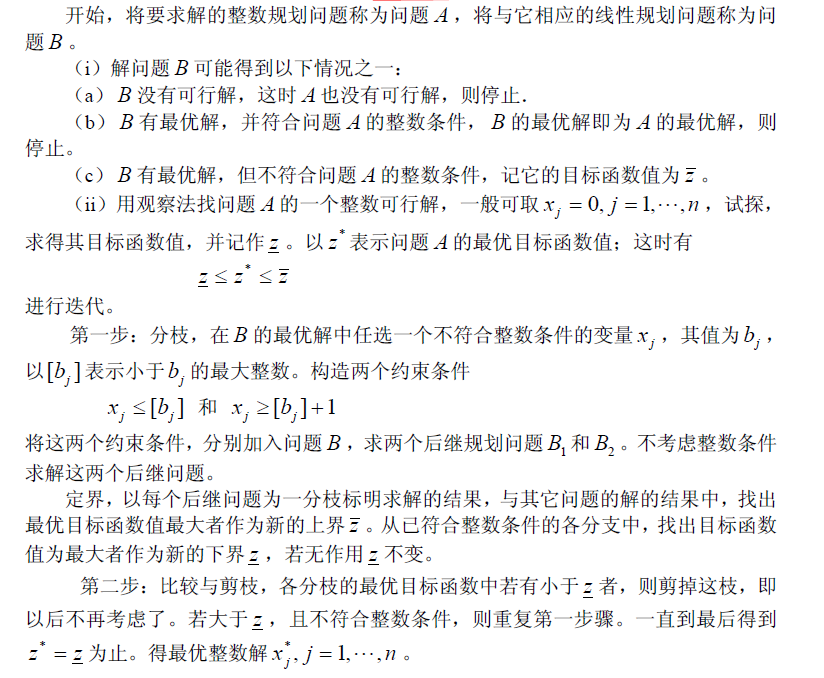 开始，将要求解的整数规划问题称为问题 A，将与它相应的线性规划问题称为问
题 B。
（i）解问题 B 可能得到以下情况之一：
（a） B 没有可行解，这时 A 也没有可行解，则停止．
（b） B 有最优解，并符合问题 A 的整数条件， B 的最优解即为 A 的最优解，则
停止。
（c） B 有最优解，但不符合问题 A 的整数条件，记它的目标函数值为 z̅ 。
（ii）用观察法找问题 A 的一个整数可行解，一般可取 x_j = 0, j = 1,⋯,n ，试探，
求得其目标函数值，并记作 z̲ 。以 z* 表示问题 A 的最优目标函数值；这时有
z̲ ≤ z* ≤ z̅
进行迭代。
第一步：分枝，在 B 的最优解中任选一个不符合整数条件的变量 x_j ，其值为 b_j ，
以[b_j]表示小于 b_j 的最大整数。构造两个约束条件
x_j ≤ [b_j] 和 x_j ≥ [b_j]+1
将这两个约束条件，分别加入问题 B ，求两个后继规划问题 B₁ 和 B₂ 。不考虑整数条件
求解这两个后继问题。
定界，以每个后继问题为一分枝标明求解的结果，与其它问题的解的结果中，找出
最优目标函数值最大者作为新的上界 z̅ 。从已符合整数条件的各分支中，找出目标函数
值为最大者作为新的下界 z̲ ，若无作用 z̲ 不变。
第二步：比较与剪枝，各分枝的最优目标函数中若有小于 z̲ 者，则剪掉这枝，即
以后不再考虑了。若大于 z̲ ，且不符合整数条件，则重复第一步骤。一直到最后得到
z* = z̲ 为止。得最优整数解 x_j*, j = 1,⋯,n 。